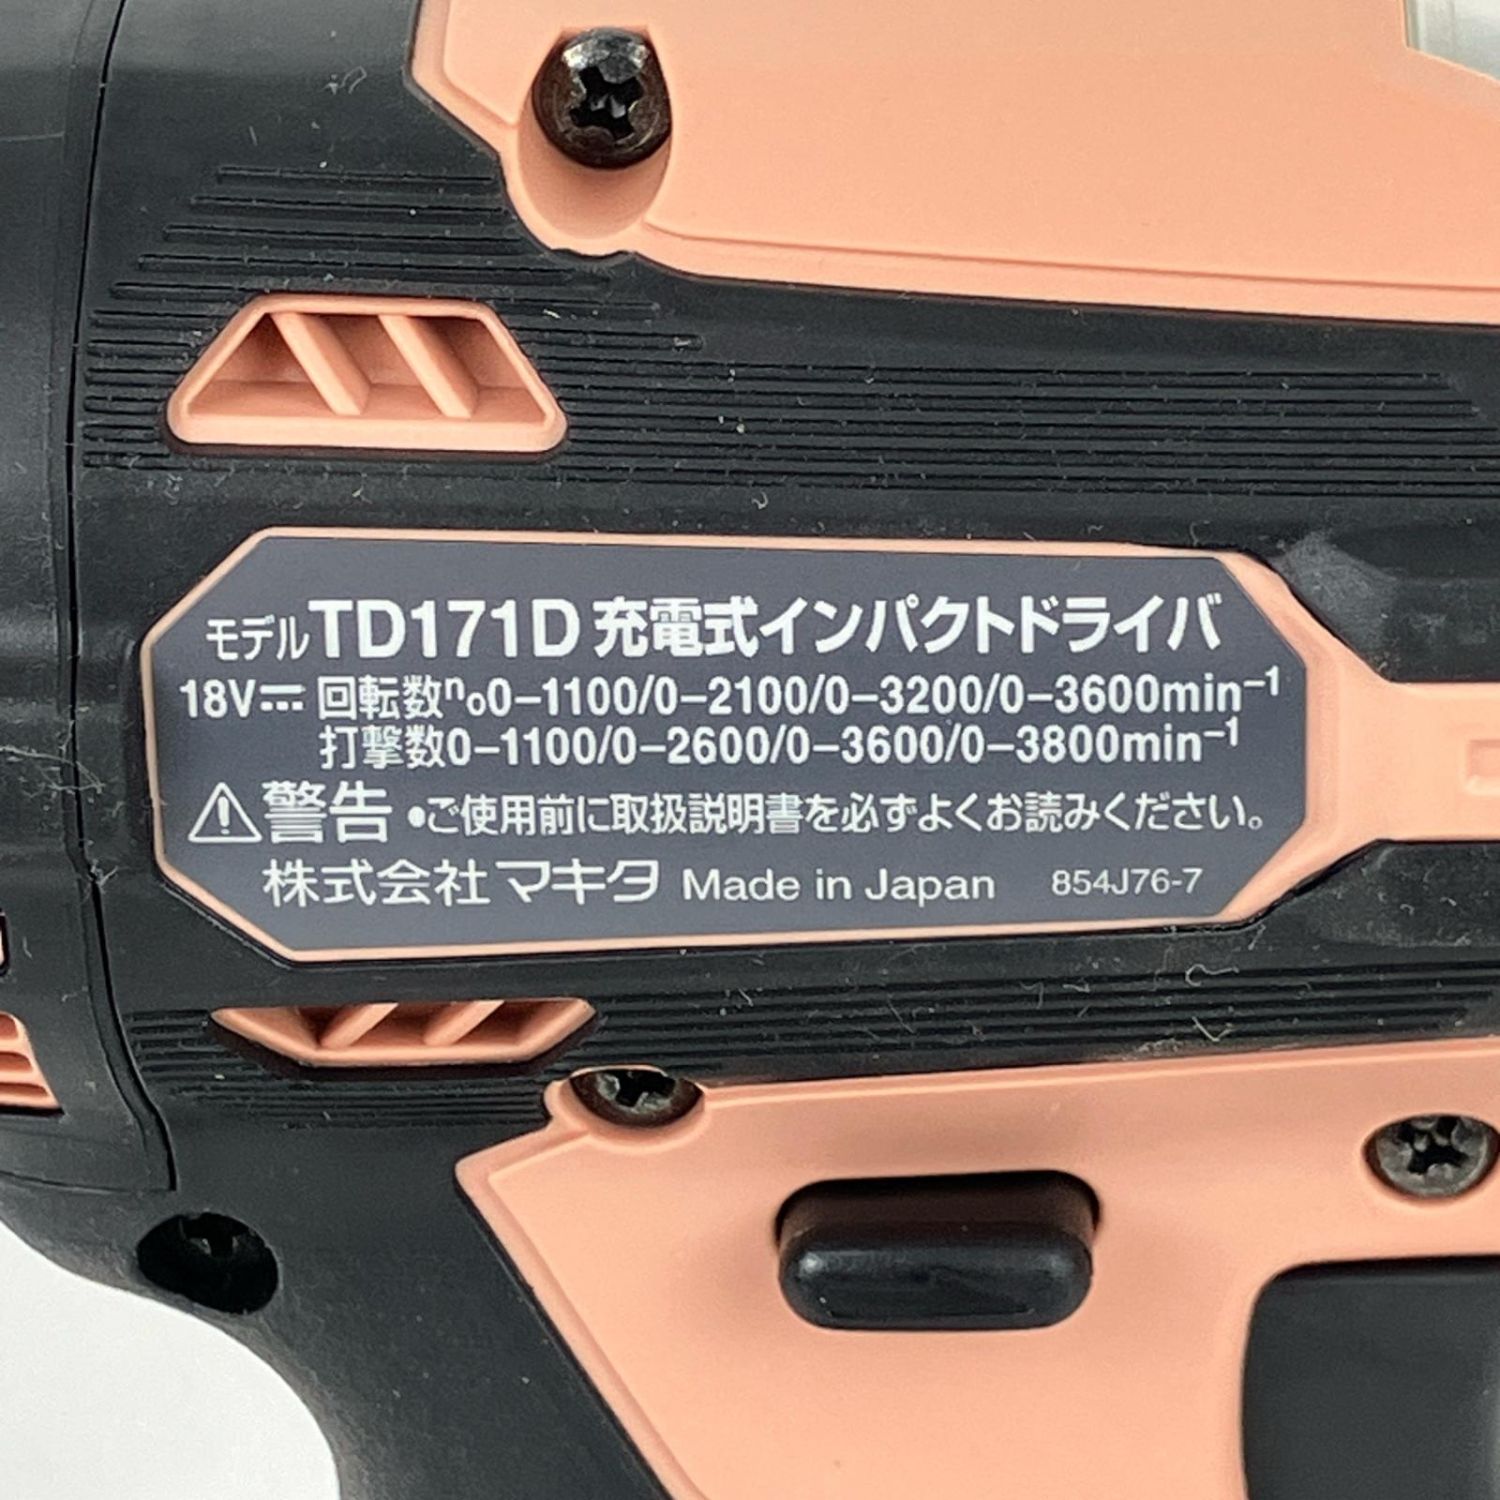 モデルTD171D 充電式インパクトドライバ
18V⎓ 回転数n₀0-1100/0-2100/0-3200/0-3600min⁻¹
打撃数0-1100/0-2600/0-3600/0-3800min⁻¹
⚠警告 •ご使用前に取扱説明書を必ずよくお読みください。
株式会社マキタ Made in Japan 854J76-7